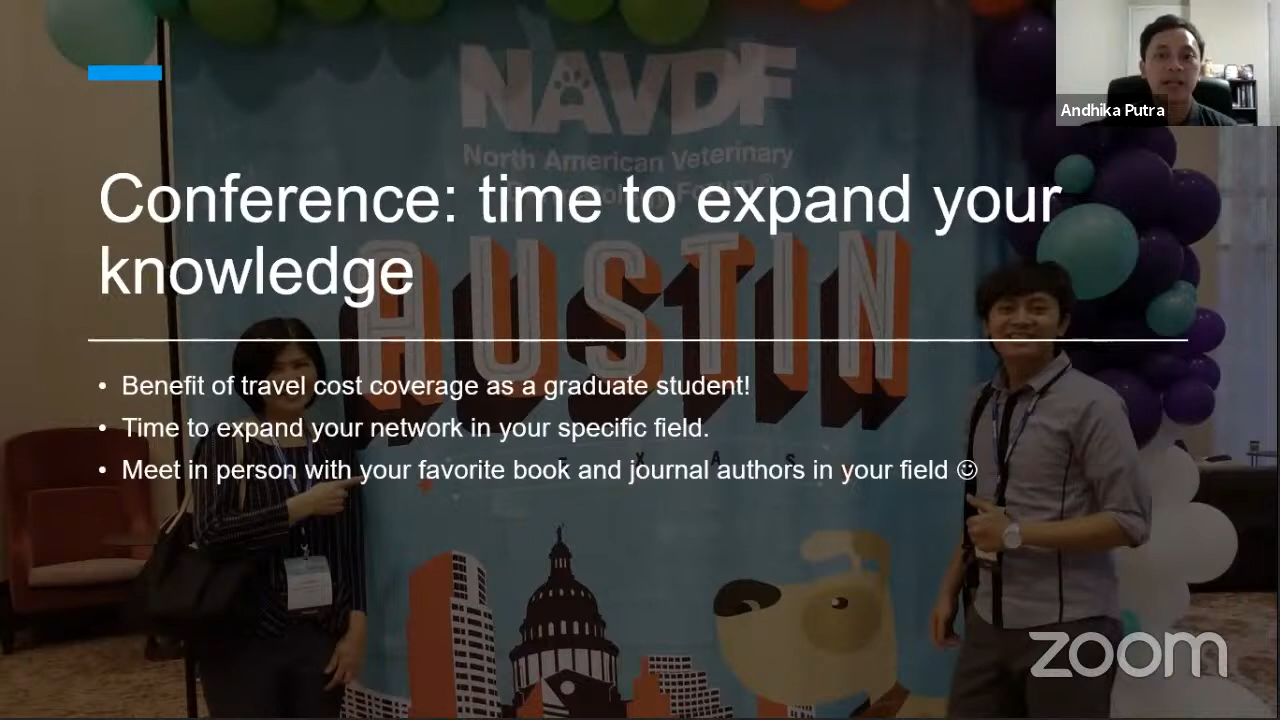 NAVDF
Andhika Putra
North American Veterinary
Conference: time to expand your
knowledge
AUSTIN
• Benefit of travel cost coverage as a graduate student!
• Time to expand your network in your specific field.
• Meet in person with your favorite book and journal authors in your field ☺
zoom